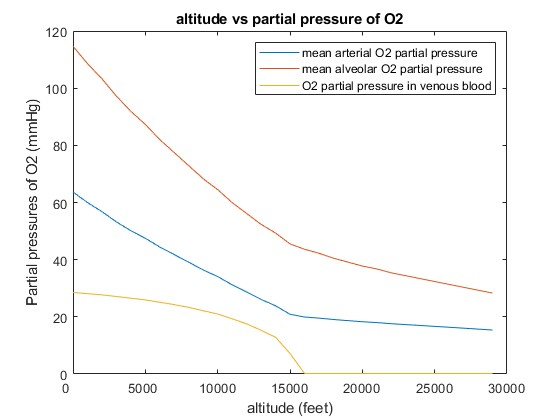 altitude vs partial pressure of O2
mean arterial O2 partial pressure
mean alveolar O2 partial pressure
O2 partial pressure in venous blood
Partial pressures of O2 (mmHg)
120
100
80
60
40
20
0
0 5000 10000 15000 20000 25000 30000
altitude (feet)